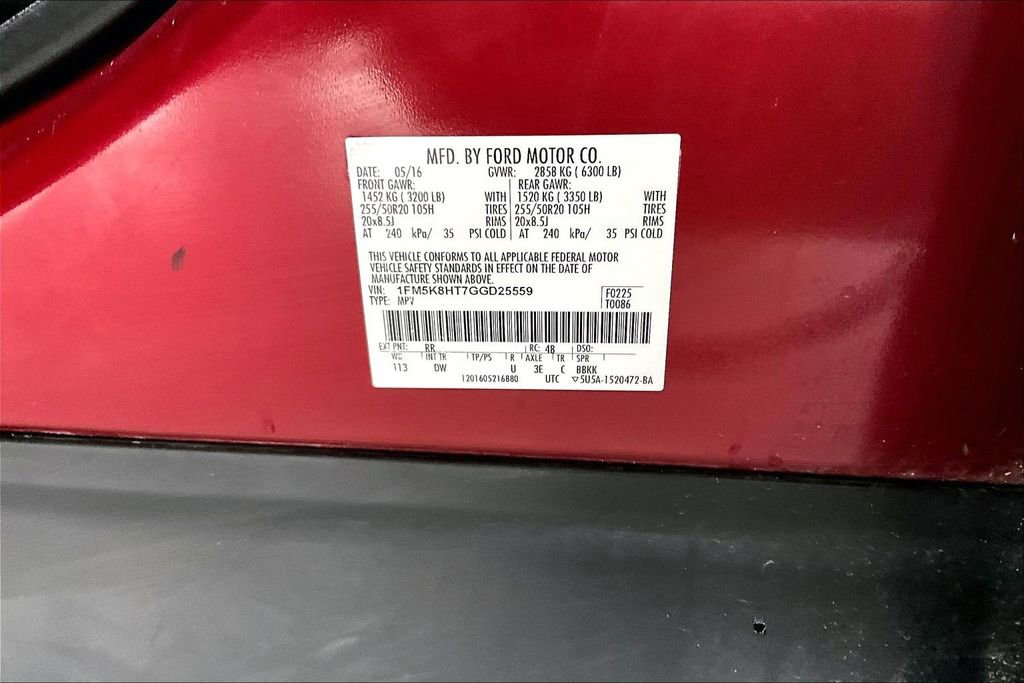 MFD. BY FORD MOTOR CO.
DATE: 05/16 GVWR: 2858 KG ( 6300 LB)
FRONT GAWR: REAR GAWR:
1452 KG ( 3200 LB) WITH 1520 KG ( 3350 LB) WITH
255/50R20 105H TIRES 255/50R20 105H TIRES
20x8.5J RIMS 20x8.5J RIMS
AT 240 kPa/ 35 PSI COLD AT 240 kPa/ 35 PSI COLD
THIS VEHICLE CONFORMS TO ALL APPLICABLE FEDERAL MOTOR
VEHICLE SAFETY STANDARDS IN EFFECT ON THE DATE OF
MANUFACTURE SHOWN ABOVE.
VIN: 1FM5K8HT7GGD25559 F0225
TYPE: MPV T0086
EXT PNT: RR RC: 48 DSO:
WB INT TR TP/PS R AXLE TR SPR
113 DW U 3E C BBKK
1201605216880 UTC ▽5U5A-1520472-BA